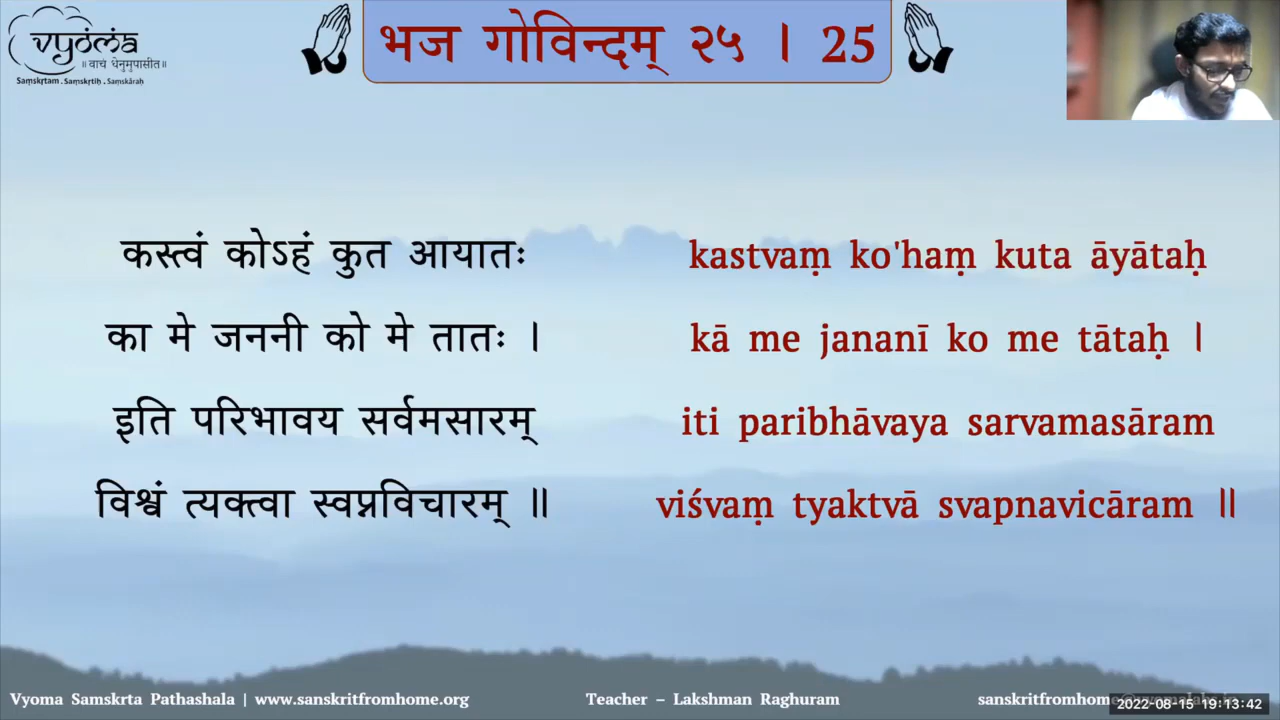 vyoma
॥ वाचं धेनुमुपासीत ॥
Saṃskṛtam . Saṃskṛtiḥ . Saṃskāraḥ
भज गोविन्दम् २५ । 25
कस्त्वं कोऽहं कुत आयातः
का मे जननी को मे तातः ।
इति परिभावय सर्वमसारम्
विश्वं त्यक्त्वा स्वप्नविचारम् ॥
kastvaṃ ko'haṃ kuta āyātaḥ
kā me jananī ko me tātaḥ ।
iti paribhāvaya sarvamasāram
viśvaṃ tyaktvā svapnavicāram ॥
Vyoma Samskrta Pathashala | www.sanskritfromhome.org
Teacher – Lakshman Raghuram
2022-08-15 19:13:42